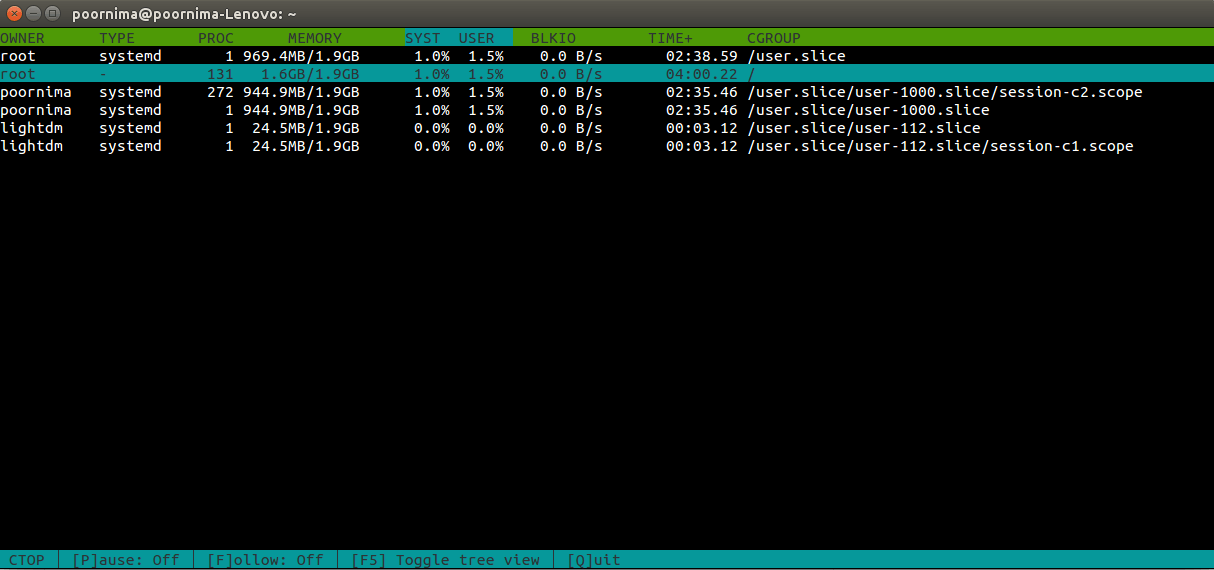 poornima@poornima-Lenovo: ~
OWNER TYPE PROC MEMORY SYST USER BLKIO TIME+ CGROUP
root systemd 1 969.4MB/1.9GB 1.0% 1.5% 0.0 B/s 02:38.59 /user.slice
root - 131 1.6GB/1.9GB 1.0% 1.5% 0.0 B/s 04:00.22 /
poornima systemd 272 944.9MB/1.9GB 1.0% 1.5% 0.0 B/s 02:35.46 /user.slice/user-1000.slice/session-c2.scope
poornima systemd 1 944.9MB/1.9GB 1.0% 1.5% 0.0 B/s 02:35.46 /user.slice/user-1000.slice
lightdm systemd 1 24.5MB/1.9GB 0.0% 0.0% 0.0 B/s 00:03.12 /user.slice/user-112.slice
lightdm systemd 1 24.5MB/1.9GB 0.0% 0.0% 0.0 B/s 00:03.12 /user.slice/user-112.slice/session-c1.scope
CTOP | [P]ause: Off | [F]ollow: Off | [F5] Toggle tree view | [Q]uit